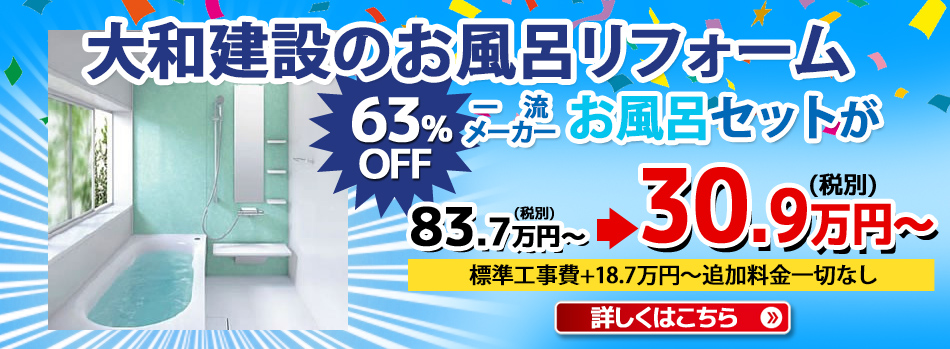 大和建設のお風呂リフォーム
63%
OFF
一流
メーカー
お風呂セットが
83.7万円～
(税別)
30.9万円～
(税別)
標準工事費+18.7万円～追加料金一切なし
詳しくはこちら